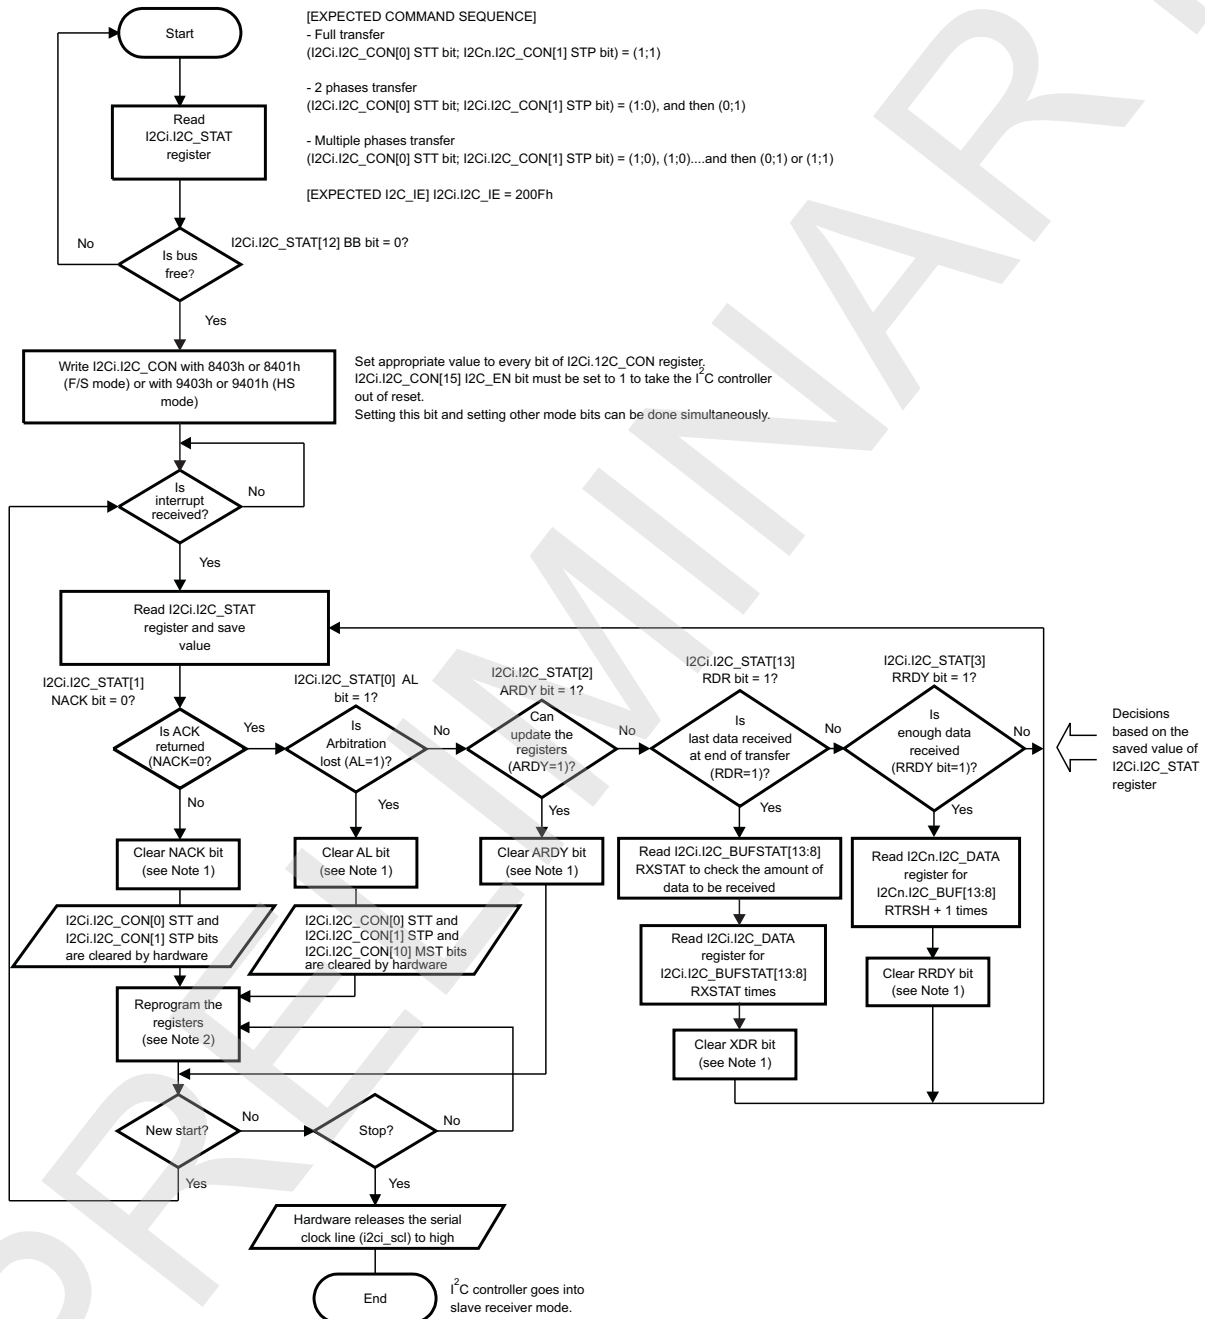 Start
[EXPECTED COMMAND SEQUENCE]
- Full transfer
(I2Ci.I2C_CON[0] STT bit; I2Cn.I2C_CON[1] STP bit) = (1;1)
- 2 phases transfer
(I2Ci.I2C_CON[0] STT bit; I2Ci.I2C_CON[1] STP bit) = (1:0), and then (0;1)
- Multiple phases transfer
(I2Ci.I2C_CON[0] STT bit; I2Ci.I2C_CON[1] STP bit) = (1;0), (1;0)....and then (0;1) or (1;1)
[EXPECTED I2C_IE] I2Ci.I2C_IE = 200Fh
Read
I2Ci.I2C_STAT
register
No
I2Ci.I2C_STAT[12] BB bit = 0?
Is bus
free?
Yes
Write I2Ci.I2C_CON with 8403h or 8401h
(F/S mode) or with 9403h or 9401h (HS
mode)
Set appropriate value to every bit of I2Ci.12C_CON register.
I2Ci.I2C_CON[15] I2C_EN bit must be set to 1 to take the I2C controller
out of reset.
Setting this bit and setting other mode bits can be done simultaneously.
Is
interrupt
received?
No
Yes
Read I2Ci.I2C_STAT
register and save
value
I2Ci.I2C_STAT[1]
NACK bit = 0?
I2Ci.I2C_STAT[0] AL
bit = 1?
I2Ci.I2C_STAT[2]
ARDY bit = 1?
I2Ci.I2C_STAT[13]
RDR bit = 1?
I2Ci.I2C_STAT[3]
RRDY bit = 1?
Is ACK
returned
(NACK=0?
Yes
Is
Arbitration
lost (AL=1)?
No
Can
update the
registers
(ARDY=1)?
No
Is
last data received
at end of transfer
(RDR=1)?
No
Is
enough data
received
(RRDY bit=1)?
No
Decisions
based on the
saved value of
I2Ci.I2C_STAT
register
No
Yes
Yes
Yes
Yes
Clear NACK bit
(see Note 1)
Clear AL bit
(see Note 1)
Clear ARDY bit
(see Note 1)
Read I2Ci.I2C_BUFSTAT[13:8]
RXSTAT to check the amount of
data to be received
Read I2Cn.I2C_DATA
register for
I2Cn.I2C_BUF[13:8]
RTRSH + 1 times
I2Ci.I2C_CON[0] STT and
I2Ci.I2C_CON[1] STP bits
are cleared by hardware
I2Ci.I2C_CON[0] STT and
I2Ci.I2C_CON[1] STP and
I2Ci.I2C_CON[10] MST bits
are cleared by hardware
Read I2Ci.I2C_DATA
register for
I2Ci.I2C_BUFSTAT[13:8]
RXSTAT times
Clear RRDY bit
(see Note 1)
Reprogram the
registers
(see Note 2)
Clear XDR bit
(see Note 1)
New start?
No
Stop?
No
Yes
Yes
Hardware releases the serial
clock line (i2ci_scl) to high
End
I2C controller goes into
slave receiver mode.
PRELIMINARY